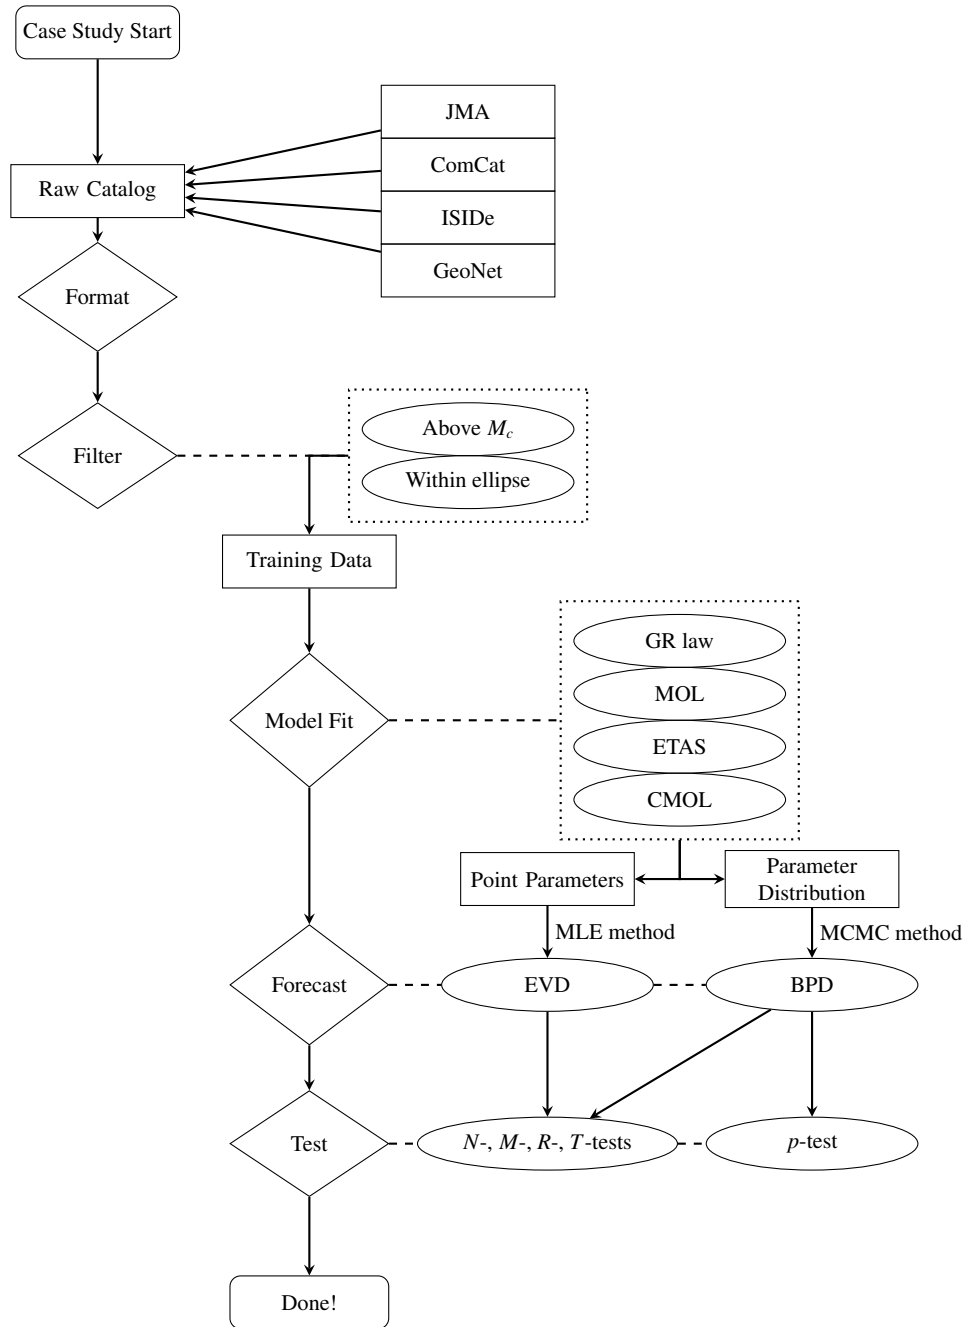 Case Study Start
JMA
ComCat
Raw Catalog
ISIDe
GeoNet
Format
Above M_c
Filter
Within ellipse
Training Data
GR law
MOL
Model Fit
ETAS
CMOL
Point Parameters
Parameter
Distribution
MLE method
MCMC method
Forecast
EVD
BPD
Test
N-, M-, R-, T-tests
p-test
Done!